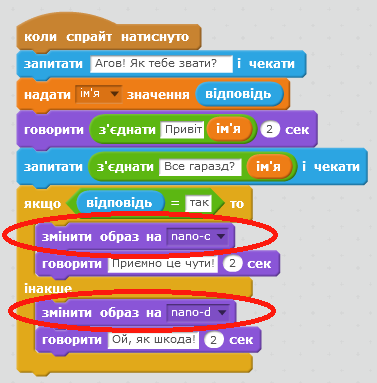 коли спрайт натиснуто
запитати Агов! Як тебе звати? і чекати
надати ім'я значення відповідь
говорити з'єднати Привіт ім'я 2 сек
запитати з'єднати Все гаразд? ім'я і чекати
якщо відповідь = так то
змінити образ на nano-c
говорити Приємно це чути! 2 сек
інакше
змінити образ на nano-d
говорити Ой, як шкода! 2 сек